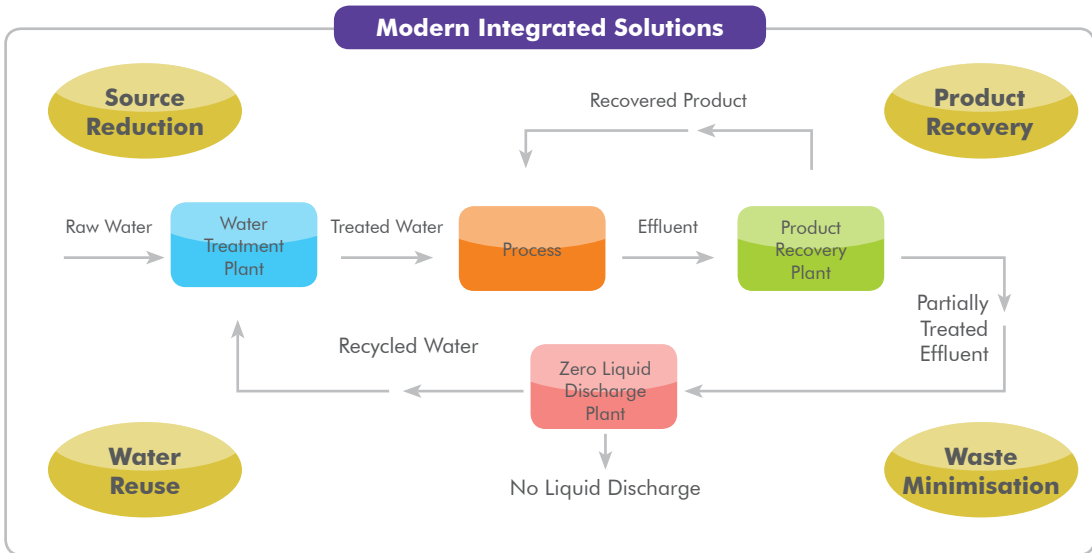 Modern Integrated Solutions
Source
Reduction
Recovered Product
Product
Recovery
Raw Water
Water
Treatment
Plant
Treated Water
Process
Effluent
Product
Recovery
Plant
Partially
Treated
Effluent
Recycled Water
Zero Liquid
Discharge
Plant
Water
Reuse
No Liquid Discharge
Waste
Minimisation